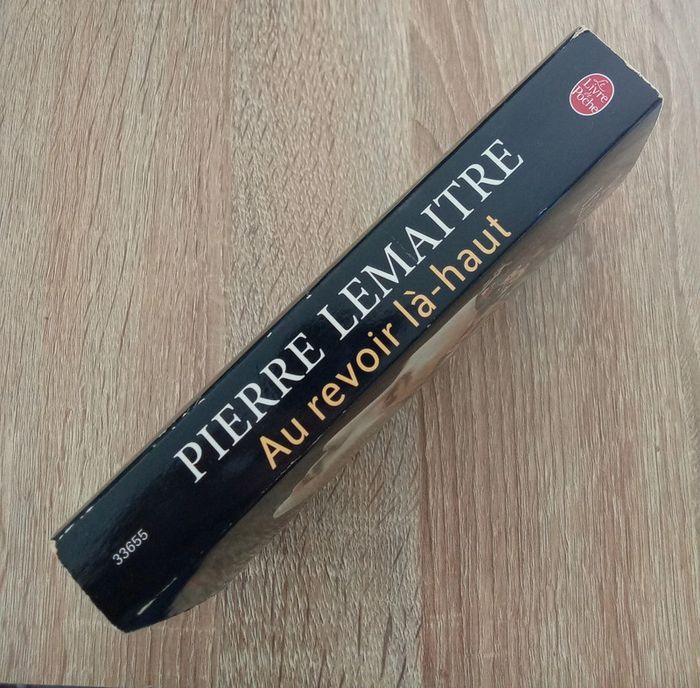 PIERRE LEMAITRE
Au revoir là-haut
33655
Le
Livre
de
Poche